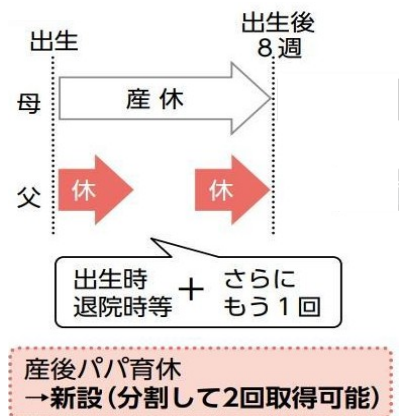 出生
出生後
8週
母
産休
父
休
休
出生時
退院時等
＋
さらに
もう1回
産後パパ育休
→新設(分割して2回取得可能)